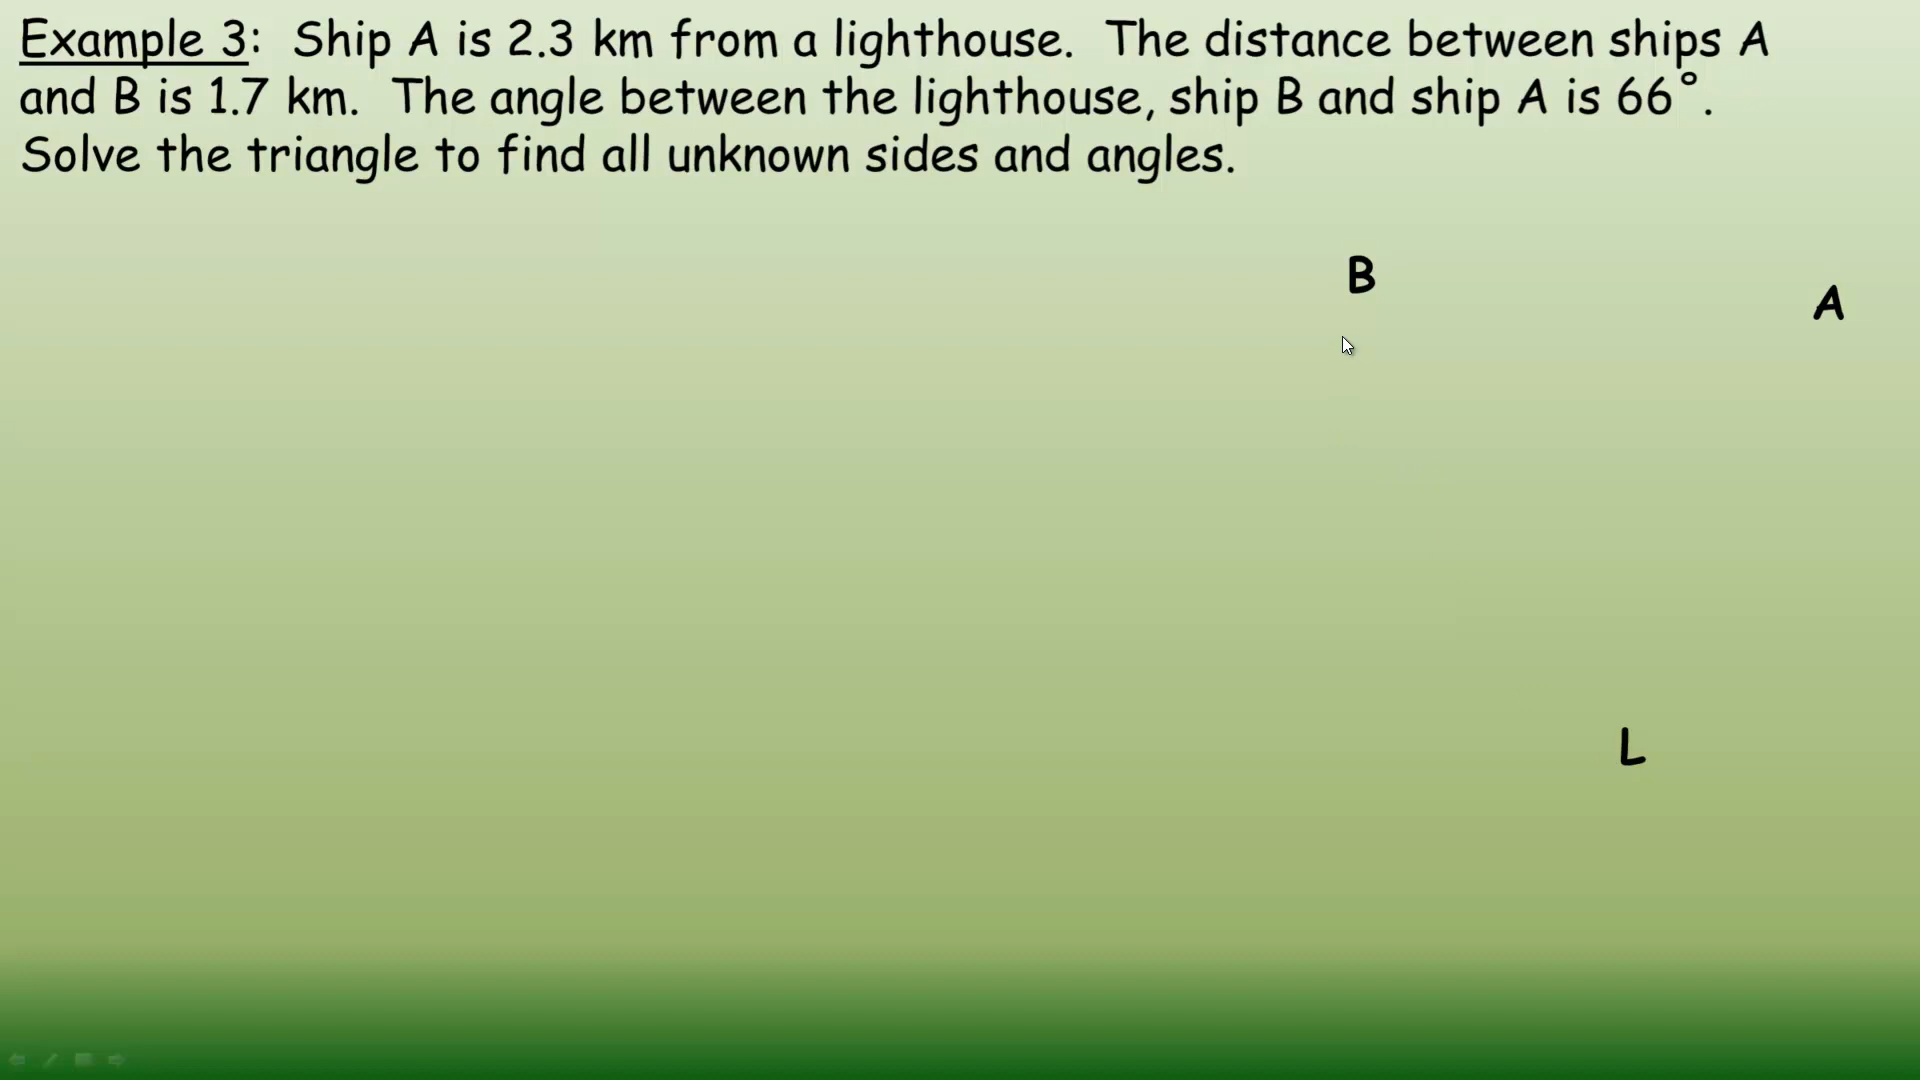 Example 3: Ship A is 2.3 km from a lighthouse. The distance between ships A
and B is 1.7 km. The angle between the lighthouse, ship B and ship A is 66°.
Solve the triangle to find all unknown sides and angles.
B
A
L